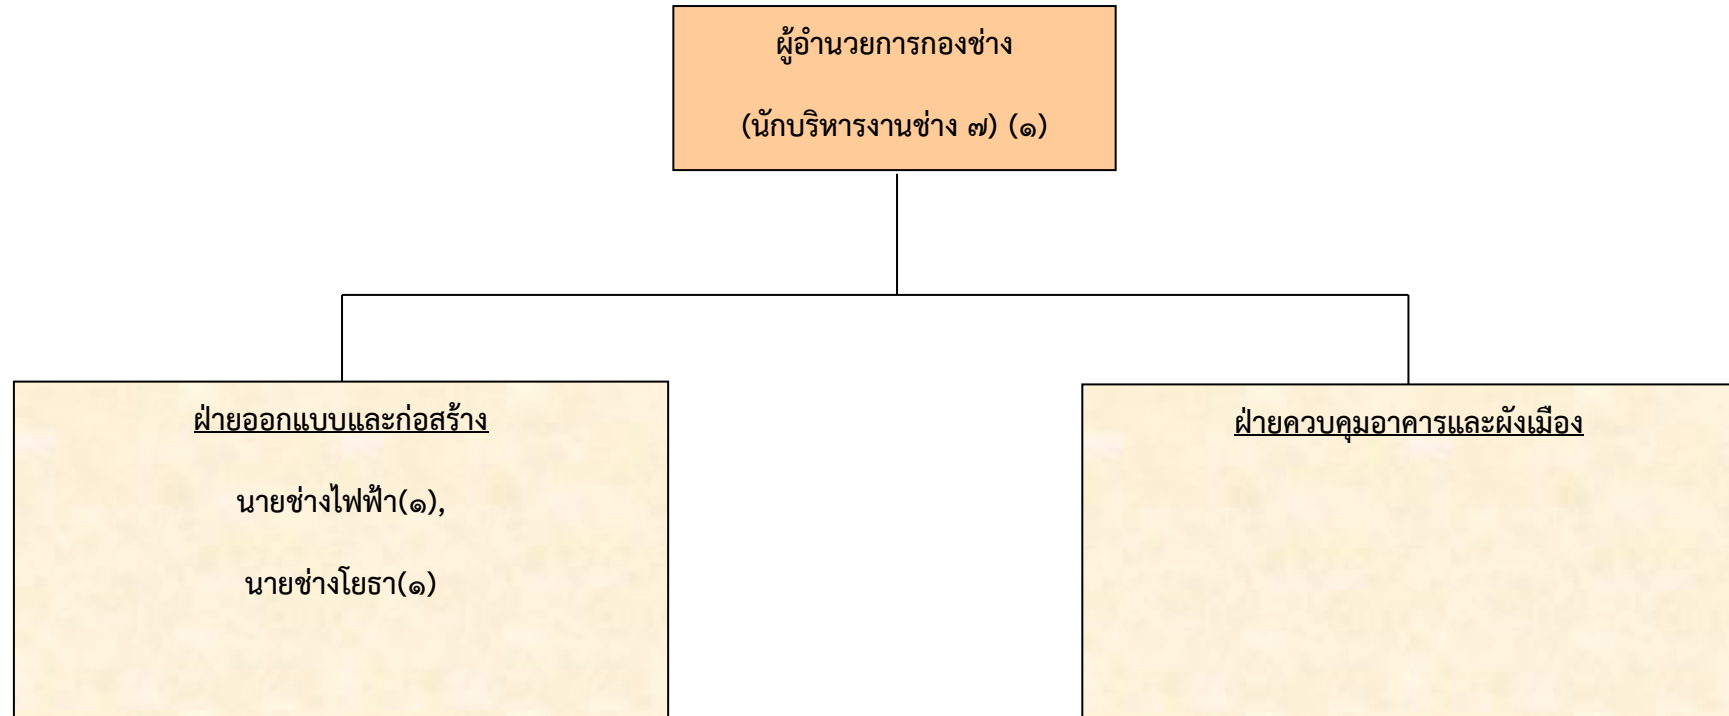 ผู้อำนวยการกองช่าง
(นักบริหารงานช่าง ๗) (๑)
ฝ่ายออกแบบและก่อสร้าง
นายช่างไฟฟ้า(๑),
นายช่างโยธา(๑)
ฝ่ายควบคุมอาคารและผังเมือง